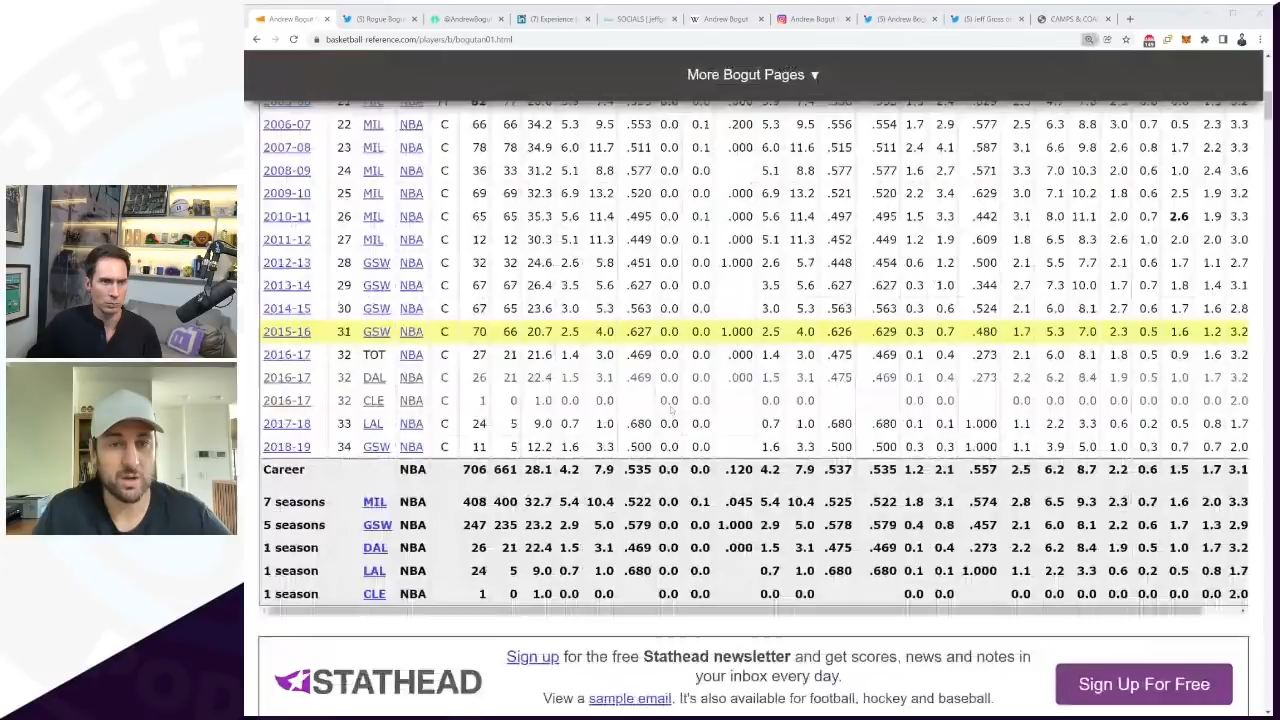 Andrew Bogut S
(5) Rogue Bogu
@AndrewBogu
(7) Experience |
SOCIALS | jeffg
Andrew Bogut
Andrew Bogut
(5) Andrew Bog
(5) Jeff Gross o
CAMPS & COA
basketball-reference.com/players/b/bogutan01.html
More Bogut Pages ▼
2006-07 22 MIL NBA C 66 66 34.2 5.3 9.5 .553 0.0 0.1 .200 5.3 9.5 .556 .554 1.7 2.9 .577 2.5 6.3 8.8 3.0 0.7 0.5 2.3 3.3
2007-08 23 MIL NBA C 78 78 34.9 6.0 11.7 .511 0.0 0.1 .000 6.0 11.6 .515 .511 2.4 4.1 .587 3.1 6.6 9.8 2.6 0.8 1.7 2.2 3.3
2008-09 24 MIL NBA C 36 33 31.2 5.1 8.8 .577 0.0 0.0 5.1 8.8 .577 .577 1.6 2.7 .571 3.3 7.0 10.3 2.0 0.6 1.0 2.4 3.6
2009-10 25 MIL NBA C 69 69 32.3 6.9 13.2 .520 0.0 0.0 .000 6.9 13.2 .521 .520 2.2 3.4 .629 3.0 7.1 10.2 1.8 0.6 2.5 1.9 3.2
2010-11 26 MIL NBA C 65 65 35.3 5.6 11.4 .495 0.0 0.1 .000 5.6 11.4 .497 .495 1.5 3.3 .442 3.1 8.0 11.1 2.0 0.7 2.6 1.9 3.3
2011-12 27 MIL NBA C 12 12 30.3 5.1 11.3 .449 0.0 0.1 .000 5.1 11.3 .452 .449 1.2 1.9 .609 1.8 6.5 8.3 2.6 1.0 2.0 2.0 3.0
2012-13 28 GSW NBA C 32 32 24.6 2.6 5.8 .451 0.0 0.0 1.000 2.6 5.7 .448 .454 0.6 1.2 .500 2.1 5.5 7.7 2.1 0.6 1.7 1.1 2.7
2013-14 29 GSW NBA C 67 67 26.4 3.5 5.6 .627 0.0 0.0 3.5 5.6 .627 .627 0.3 1.0 .344 2.7 7.3 10.0 1.7 0.7 1.8 1.4 3.1
2014-15 30 GSW NBA C 67 65 23.6 3.0 5.3 .563 0.0 0.0 3.0 5.3 .563 .563 0.3 0.6 .524 2.1 6.0 8.1 2.7 0.6 1.7 1.6 2.8
2015-16 31 GSW NBA C 70 66 20.7 2.5 4.0 .627 0.0 0.0 1.000 2.5 4.0 .626 .629 0.3 0.7 .480 1.7 5.3 7.0 2.3 0.5 1.6 1.2 3.2
2016-17 32 TOT NBA C 27 21 21.6 1.4 3.0 .469 0.0 0.0 .000 1.4 3.0 .475 .469 0.1 0.4 .273 2.1 6.0 8.1 1.8 0.5 0.9 1.6 3.2
2016-17 32 DAL NBA C 26 21 22.4 1.5 3.1 .469 0.0 0.0 .000 1.5 3.1 .475 .469 0.1 0.4 .273 2.2 6.2 8.4 1.9 0.5 1.0 1.7 3.2
2016-17 32 CLE NBA C 1 0 1.0 0.0 0.0 0.0 0.0 0.0 0.0 0.0 0.0 0.0 0.0 0.0 0.0 0.0 0.0 0.0 2.0
2017-18 33 LAL NBA C 24 5 9.0 0.7 1.0 .680 0.0 0.0 0.7 1.0 .680 .680 0.1 0.1 1.000 1.1 2.2 3.3 0.6 0.2 0.5 0.8 1.7
2018-19 34 GSW NBA C 11 5 12.2 1.6 3.3 .500 0.0 0.0 1.6 3.3 .500 .500 0.3 0.3 1.000 1.1 3.9 5.0 1.0 0.3 0.7 0.7 2.0
Career NBA 706 661 28.1 4.2 7.9 .535 0.0 0.0 .120 4.2 7.9 .537 .535 1.2 2.1 .557 2.5 6.2 8.7 2.2 0.6 1.5 1.7 3.1
7 seasons MIL NBA 408 400 32.7 5.4 10.4 .522 0.0 0.1 .045 5.4 10.4 .525 .522 1.8 3.1 .574 2.8 6.5 9.3 2.3 0.7 1.6 2.0 3.3
5 seasons GSW NBA 247 235 23.2 2.9 5.0 .579 0.0 0.0 1.000 2.9 5.0 .578 .579 0.4 0.8 .457 2.1 6.0 8.1 2.2 0.6 1.7 1.3 2.9
1 season DAL NBA 26 21 22.4 1.5 3.1 .469 0.0 0.0 .000 1.5 3.1 .475 .469 0.1 0.4 .273 2.2 6.2 8.4 1.9 0.5 1.0 1.7 3.2
1 season LAL NBA 24 5 9.0 0.7 1.0 .680 0.0 0.0 0.7 1.0 .680 .680 0.1 0.1 1.000 1.1 2.2 3.3 0.6 0.2 0.5 0.8 1.7
1 season CLE NBA 1 0 1.0 0.0 0.0 0.0 0.0 0.0 0.0 0.0 0.0 0.0 0.0 0.0 0.0 0.0 0.0 0.0 2.0
STATHEAD
Sign up for the free Stathead newsletter and get scores, news and notes in
your inbox every day.
View a sample email. It's also available for football, hockey and baseball.
Sign Up For Free
JEFF